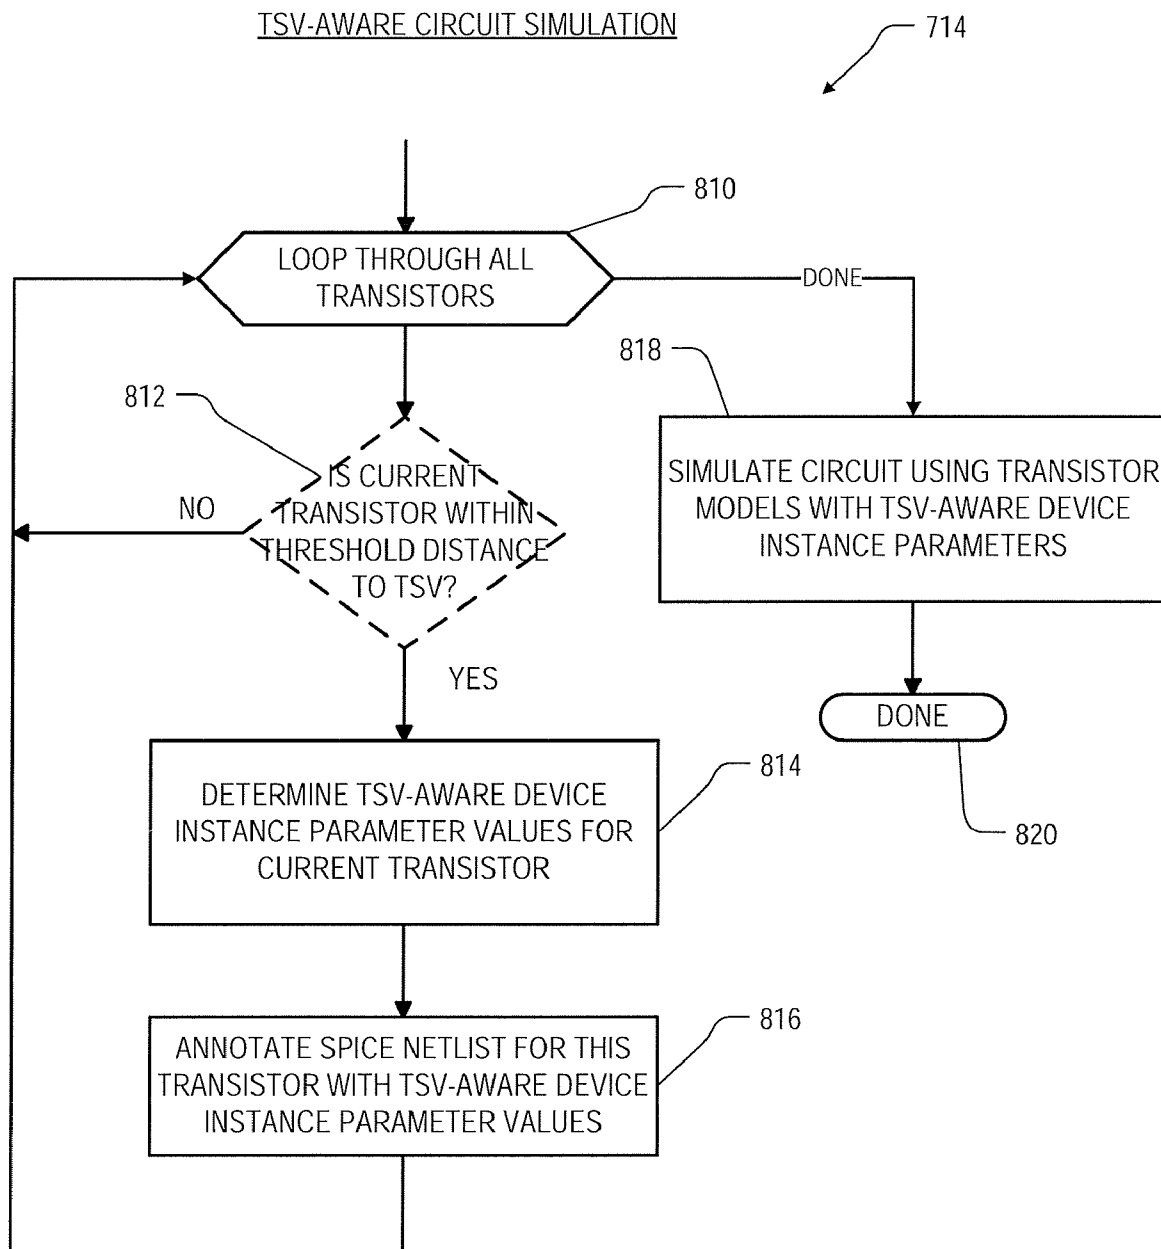 TSV-AWARE CIRCUIT SIMULATION
714
810
LOOP THROUGH ALL
TRANSISTORS
DONE
818
812
IS CURRENT
TRANSISTOR WITHIN
THRESHOLD DISTANCE
TO TSV?
NO
SIMULATE CIRCUIT USING TRANSISTOR
MODELS WITH TSV-AWARE DEVICE
INSTANCE PARAMETERS
YES
DONE
820
814
DETERMINE TSV-AWARE DEVICE
INSTANCE PARAMETER VALUES FOR
CURRENT TRANSISTOR
816
ANNOTATE SPICE NETLIST FOR THIS
TRANSISTOR WITH TSV-AWARE DEVICE
INSTANCE PARAMETER VALUES